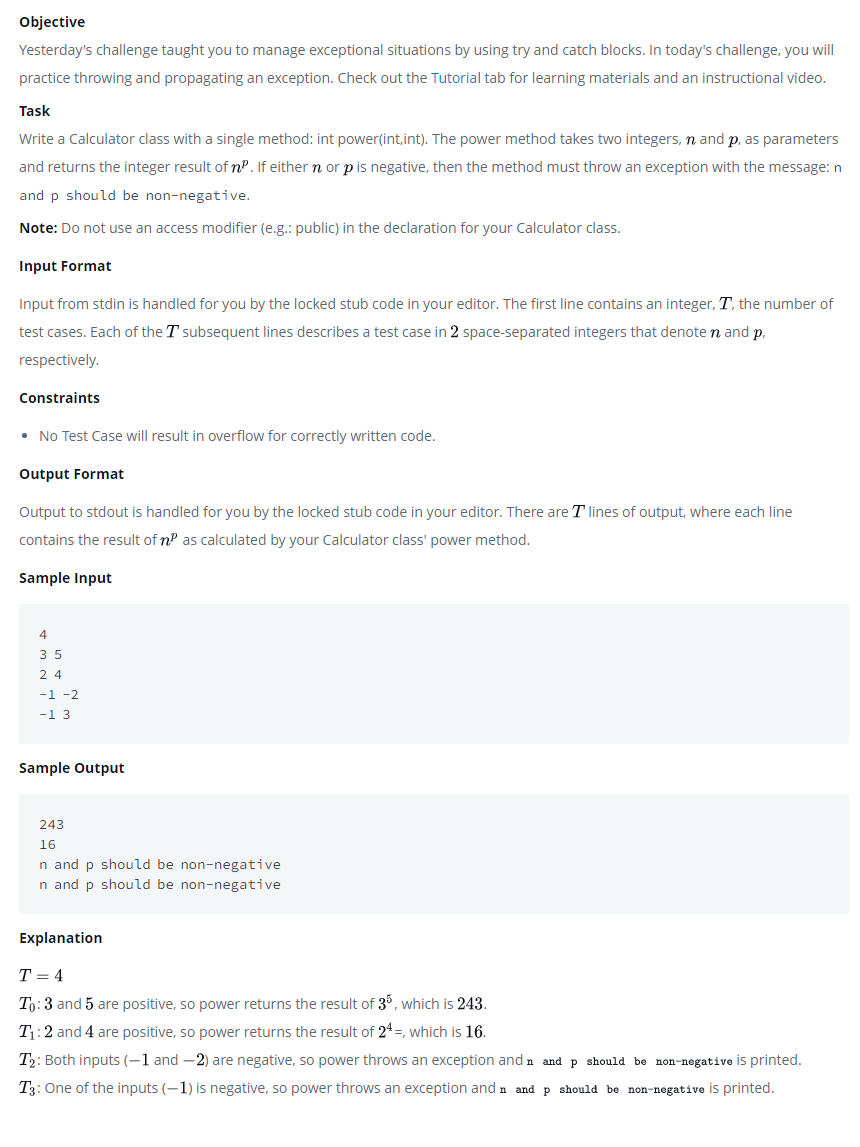 Objective
Yesterday's challenge taught you to manage exceptional situations by using try and catch blocks. In today's challenge, you will
practice throwing and propagating an exception. Check out the Tutorial tab for learning materials and an instructional video.
Task
Write a Calculator class with a single method: int power(int,int). The power method takes two integers, n and p, as parameters
and returns the integer result of nᵖ. If either n or p is negative, then the method must throw an exception with the message: n
and p should be non-negative.
Note: Do not use an access modifier (e.g.: public) in the declaration for your Calculator class.
Input Format
Input from stdin is handled for you by the locked stub code in your editor. The first line contains an integer, T, the number of
test cases. Each of the T subsequent lines describes a test case in 2 space-separated integers that denote n and p,
respectively.
Constraints
• No Test Case will result in overflow for correctly written code.
Output Format
Output to stdout is handled for you by the locked stub code in your editor. There are T lines of output, where each line
contains the result of nᵖ as calculated by your Calculator class' power method.
Sample Input
4
3 5
2 4
-1 -2
-1 3
Sample Output
243
16
n and p should be non-negative
n and p should be non-negative
Explanation
T = 4
T₀: 3 and 5 are positive, so power returns the result of 3⁵, which is 243.
T₁: 2 and 4 are positive, so power returns the result of 2⁴=, which is 16.
T₂: Both inputs (−1 and −2) are negative, so power throws an exception and n and p should be non-negative is printed.
T₃: One of the inputs (−1) is negative, so power throws an exception and n and p should be non-negative is printed.